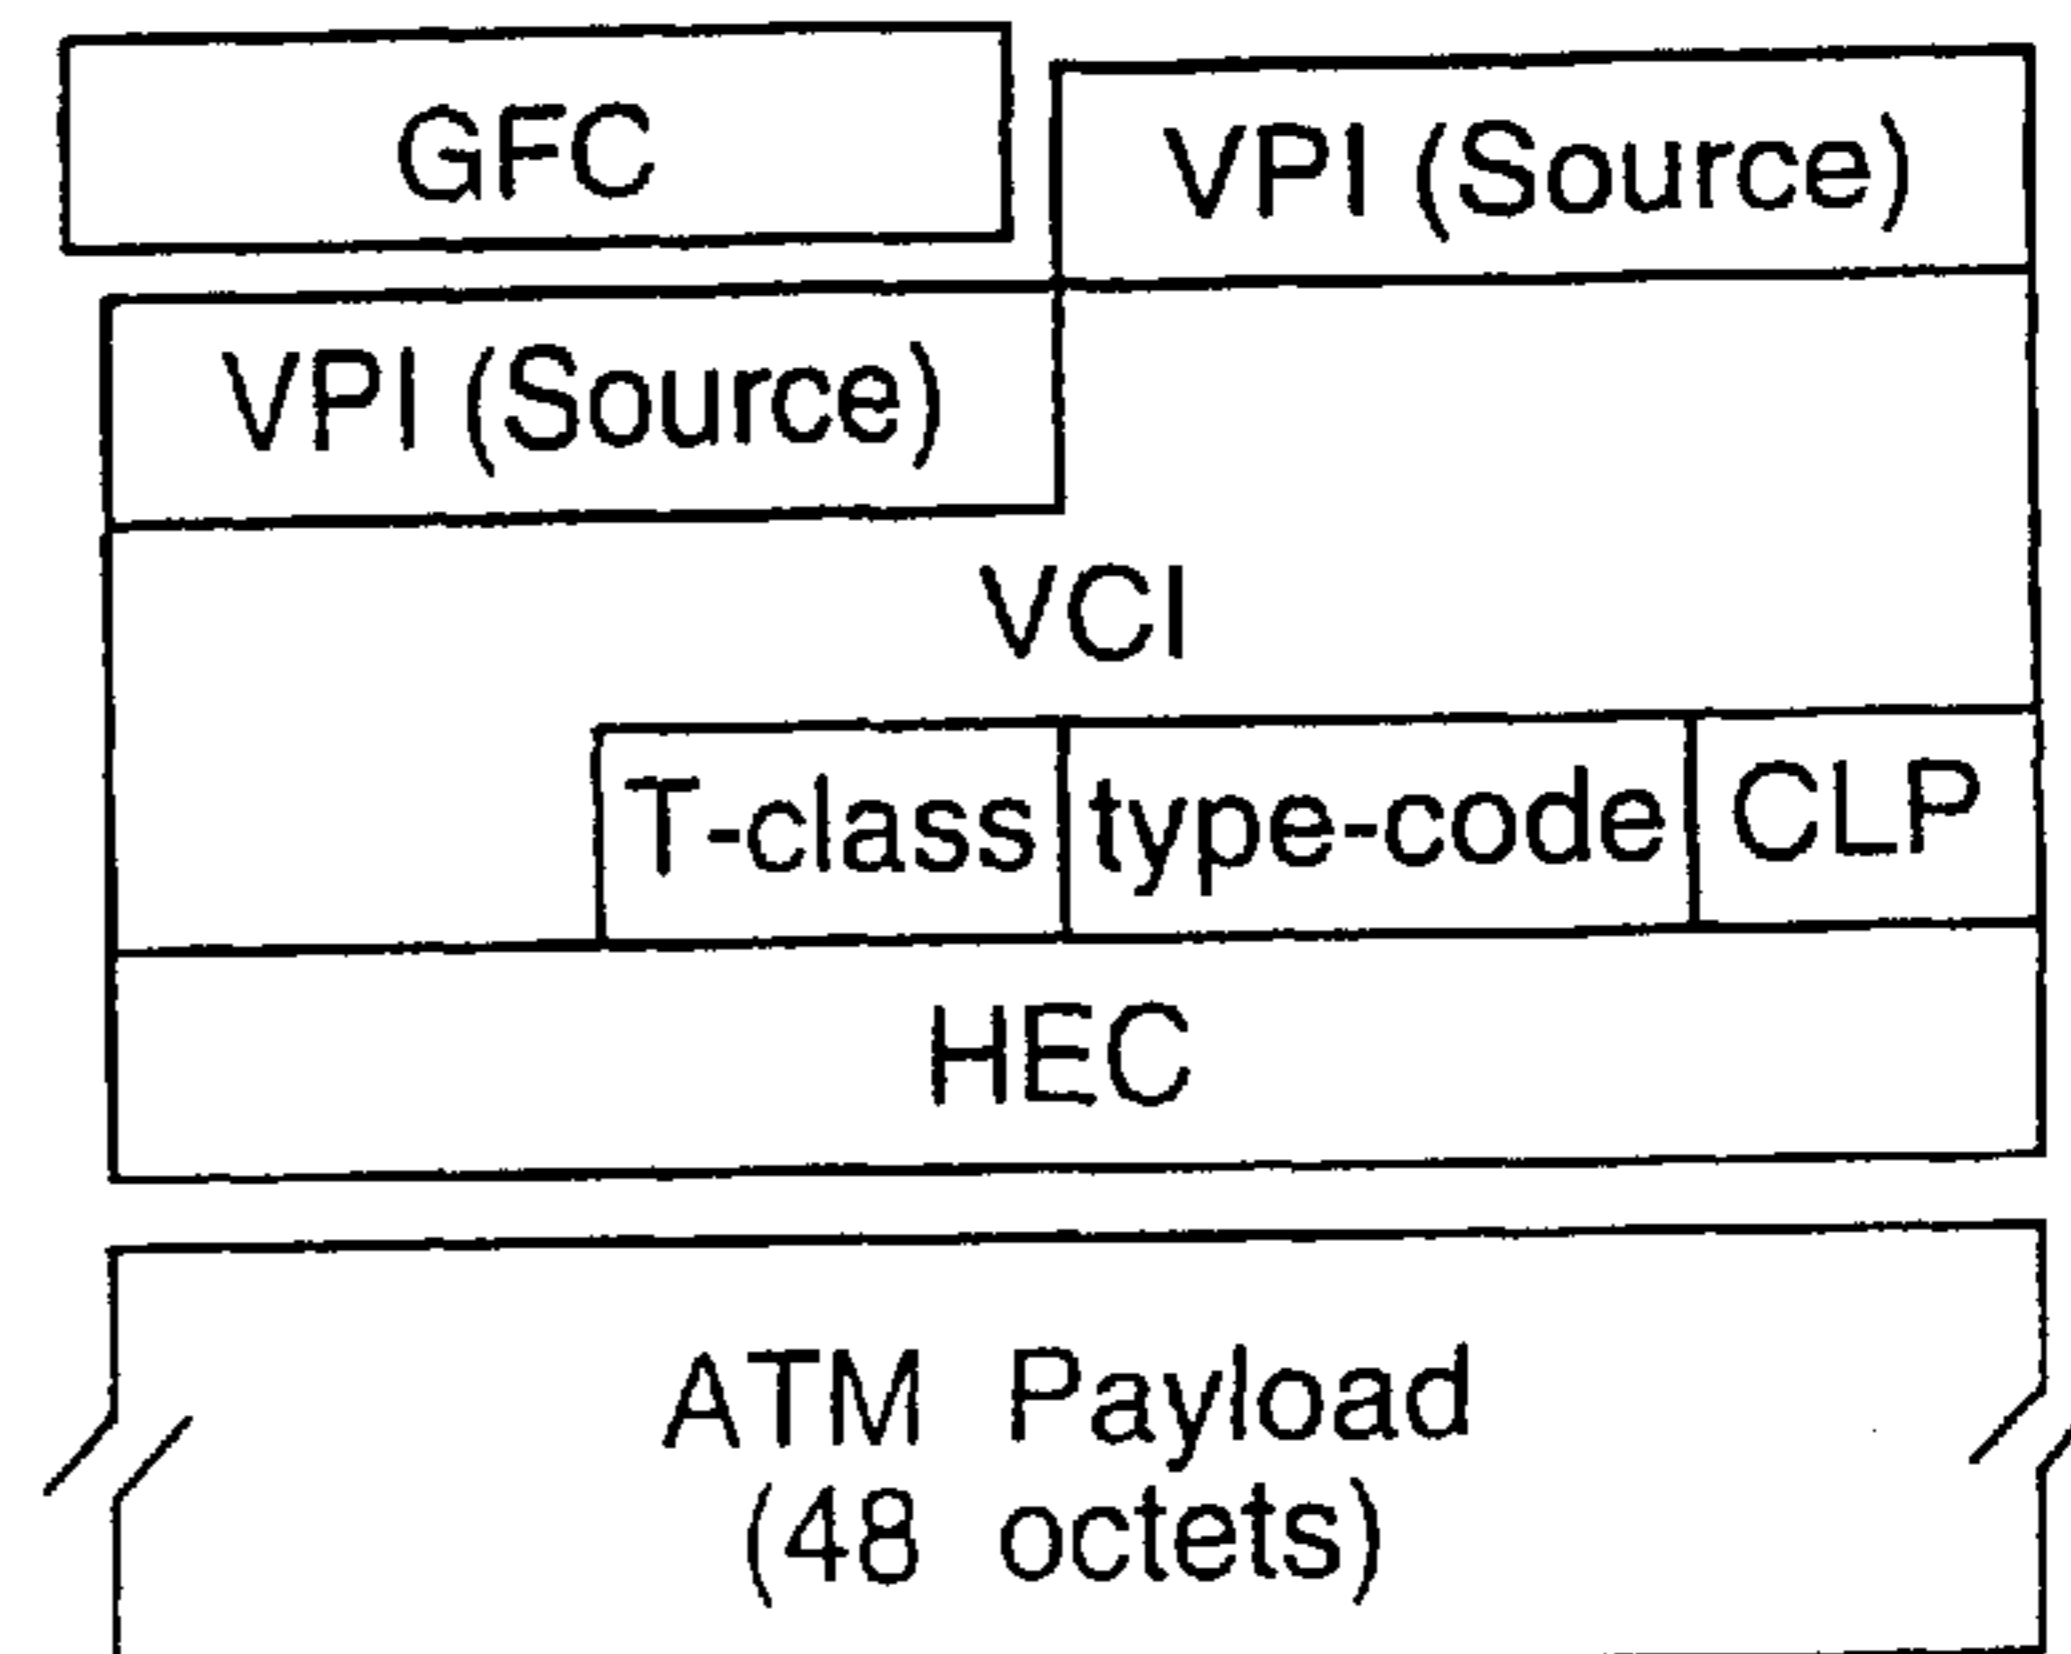 GFC
VPI (Source)
VPI (Source)
VCI
T-class type-code CLP
HEC
ATM Payload
(48 octets)